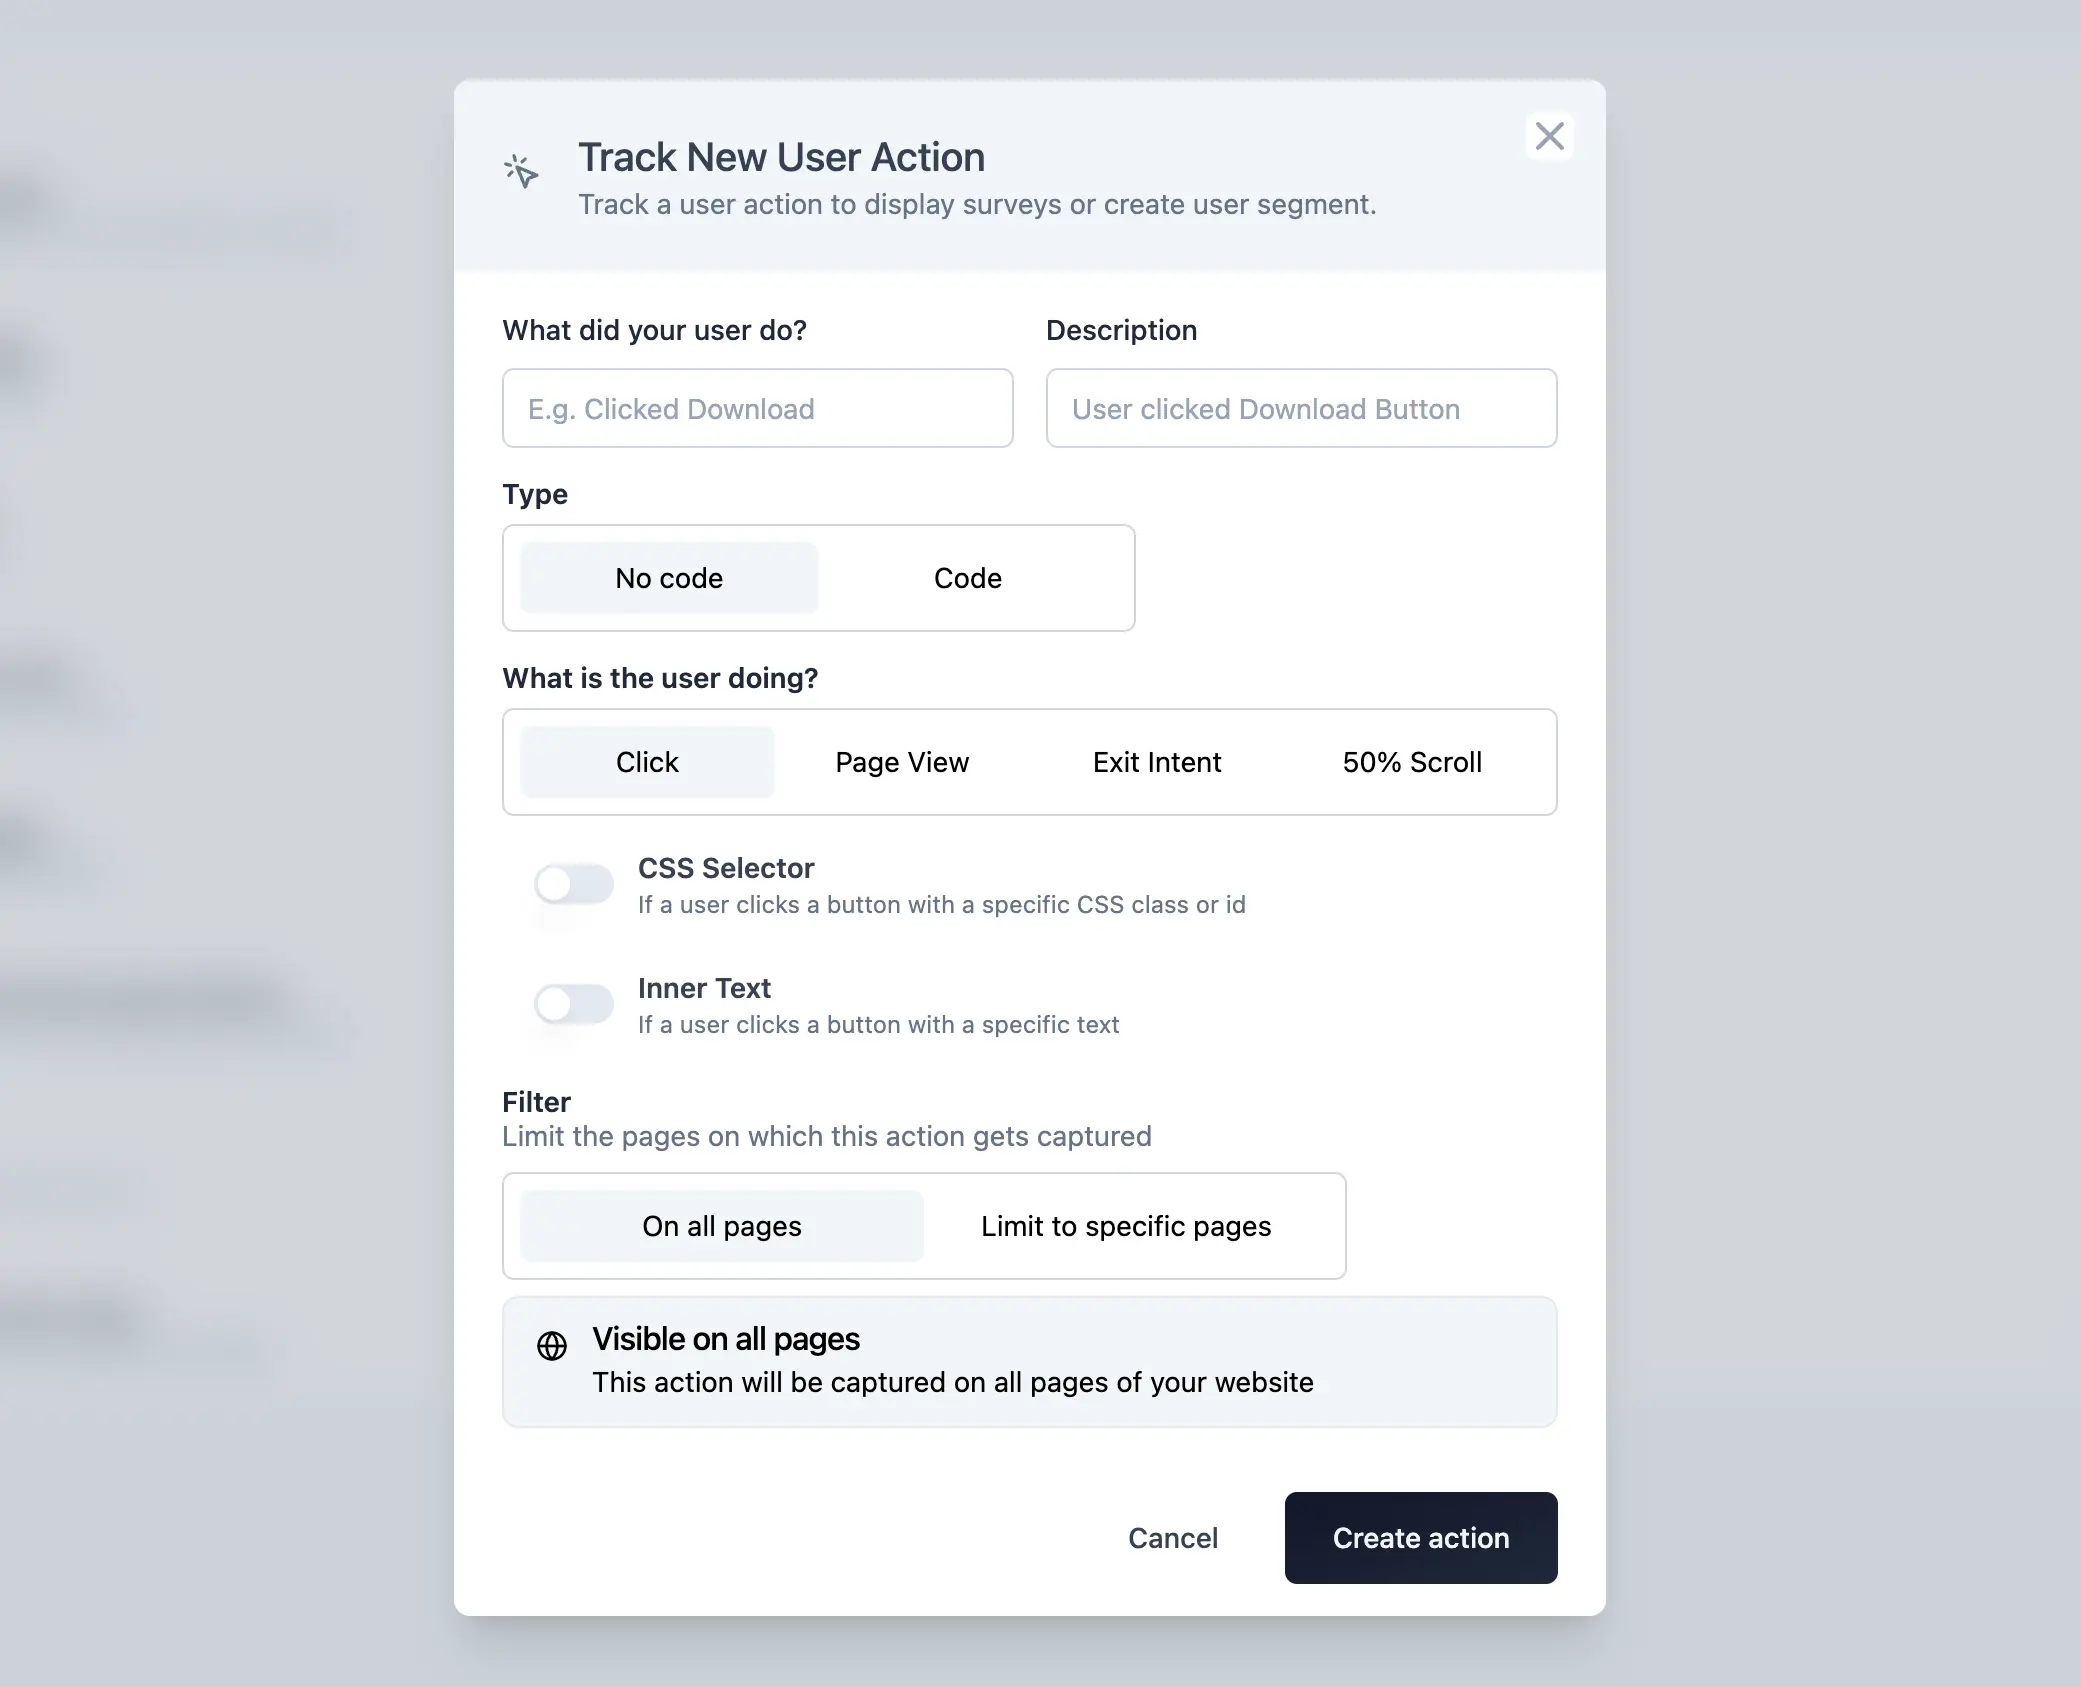 Track New User Action
Track a user action to display surveys or create user segment.
What did your user do?
Description
E.g. Clicked Download
User clicked Download Button
Type
No code
Code
What is the user doing?
Click
Page View
Exit Intent
50% Scroll
CSS Selector
If a user clicks a button with a specific CSS class or id
Inner Text
If a user clicks a button with a specific text
Filter
Limit the pages on which this action gets captured
On all pages
Limit to specific pages
Visible on all pages
This action will be captured on all pages of your website
Cancel
Create action